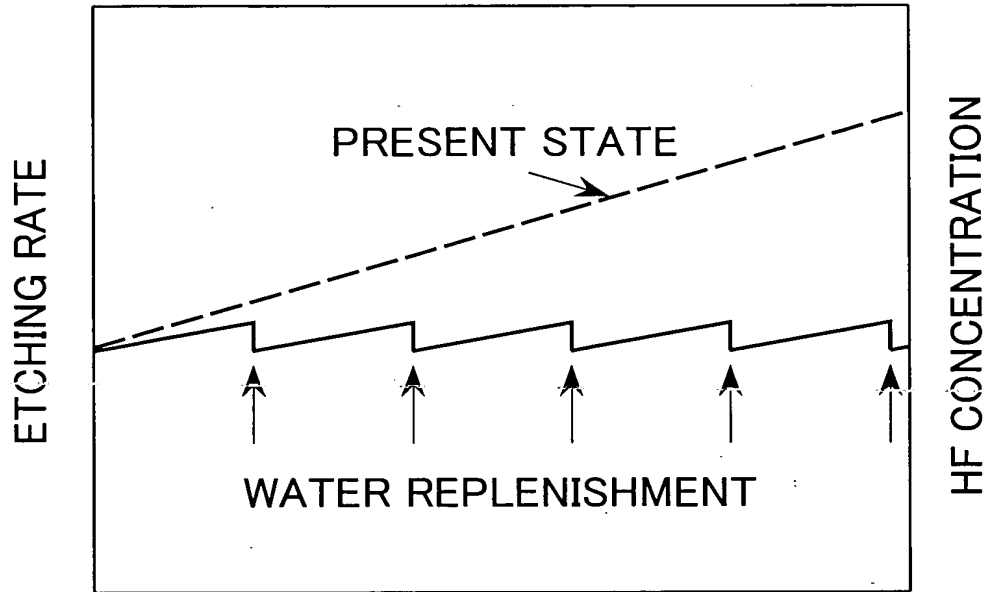 ETCHING RATE
PRESENT STATE
WATER REPLENISHMENT
HF CONCENTRATION